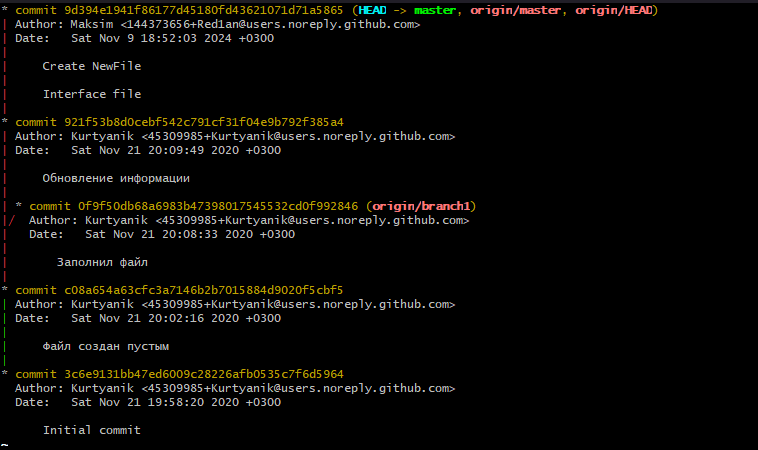 * commit 9d394e1941f86177d45180fd43621071d71a5865 (HEAD -> master, origin/master, origin/HEAD)
| Author: Maksim <144373656+Red1an@users.noreply.github.com>
| Date:   Sat Nov 9 18:52:03 2024 +0300
|
|     Create NewFile
|
|     Interface file
|
* commit 921f53b8d0cebf542c791cf31f04e9b792f385a4
| Author: Kurtyanik <45309985+Kurtyanik@users.noreply.github.com>
| Date:   Sat Nov 21 20:09:49 2020 +0300
|
|     Обновление информации
|
| * commit 0f9f50db68a6983b47398017545532cd0f992846 (origin/branch1)
|/  Author: Kurtyanik <45309985+Kurtyanik@users.noreply.github.com>
|   Date:   Sat Nov 21 20:08:33 2020 +0300
|
|       Заполнил файл
|
* commit c08a654a63cfc3a7146b2b7015884d9020f5cbf5
| Author: Kurtyanik <45309985+Kurtyanik@users.noreply.github.com>
| Date:   Sat Nov 21 20:02:16 2020 +0300
|
|     Файл создан пустым
|
* commit 3c6e9131bb47ed6009c28226afb0535c7f6d5964
  Author: Kurtyanik <45309985+Kurtyanik@users.noreply.github.com>
  Date:   Sat Nov 21 19:58:20 2020 +0300

      Initial commit
~